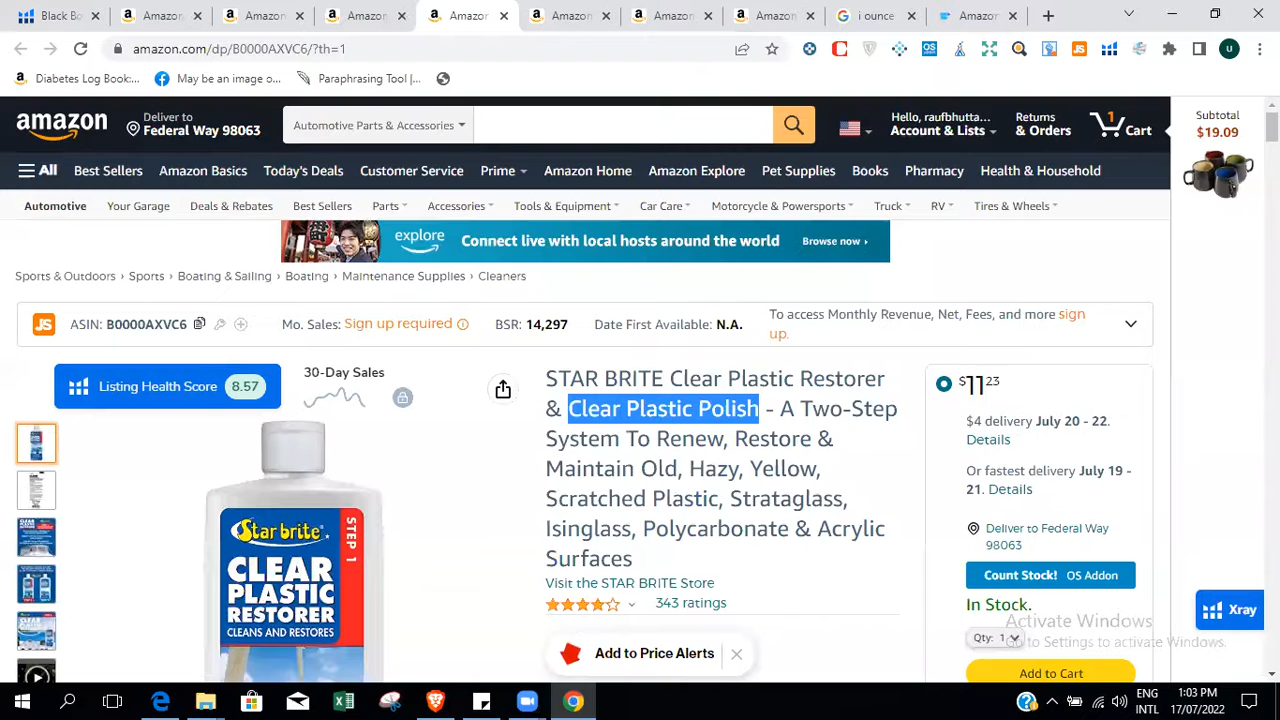 Black Bo
Amazon
Amazon
Amazon
Amazon
Amazon
Amazon
Amazon
i ounce
Amazon
amazon.com/dp/B0000AXVC6/?th=1
Diabetes Log Book:...
May be an image o...
Paraphrasing Tool |...
amazon
Deliver to
Federal Way 98063
Automotive Parts & Accessories
Hello, raufbhutta...
Account & Lists
Returns
& Orders
1
Cart
Subtotal
$19.09
All
Best Sellers
Amazon Basics
Today's Deals
Customer Service
Prime
Amazon Home
Amazon Explore
Pet Supplies
Books
Pharmacy
Health & Household
Automotive
Your Garage
Deals & Rebates
Best Sellers
Parts
Accessories
Tools & Equipment
Car Care
Motorcycle & Powersports
Truck
RV
Tires & Wheels
explore
Connect live with local hosts around the world
Browse now
Sports & Outdoors › Sports › Boating & Sailing › Boating › Maintenance Supplies › Cleaners
JS
ASIN: B0000AXVC6
Mo. Sales: Sign up required
BSR: 14,297
Date First Available: N.A.
To access Monthly Revenue, Net, Fees, and more sign
up.
Listing Health Score 8.57
30-Day Sales
STAR BRITE Clear Plastic Restorer
& Clear Plastic Polish - A Two-Step
System To Renew, Restore &
Maintain Old, Hazy, Yellow,
Scratched Plastic, Strataglass,
Isinglass, Polycarbonate & Acrylic
Surfaces
Visit the STAR BRITE Store
343 ratings
Add to Price Alerts
Star brite
STEP 1
CLEAR
PLASTIC
RESTORER
CLEANS AND RESTORES
$11 23
$4 delivery July 20 - 22.
Details
Or fastest delivery July 19 -
21. Details
Deliver to Federal Way
98063
Count Stock! OS Addon
In Stock.
Qty: 1
Add to Cart
Xray
Activate Windows
Go to Settings to activate Windows.
ENG
INTL
1:03 PM
17/07/2022